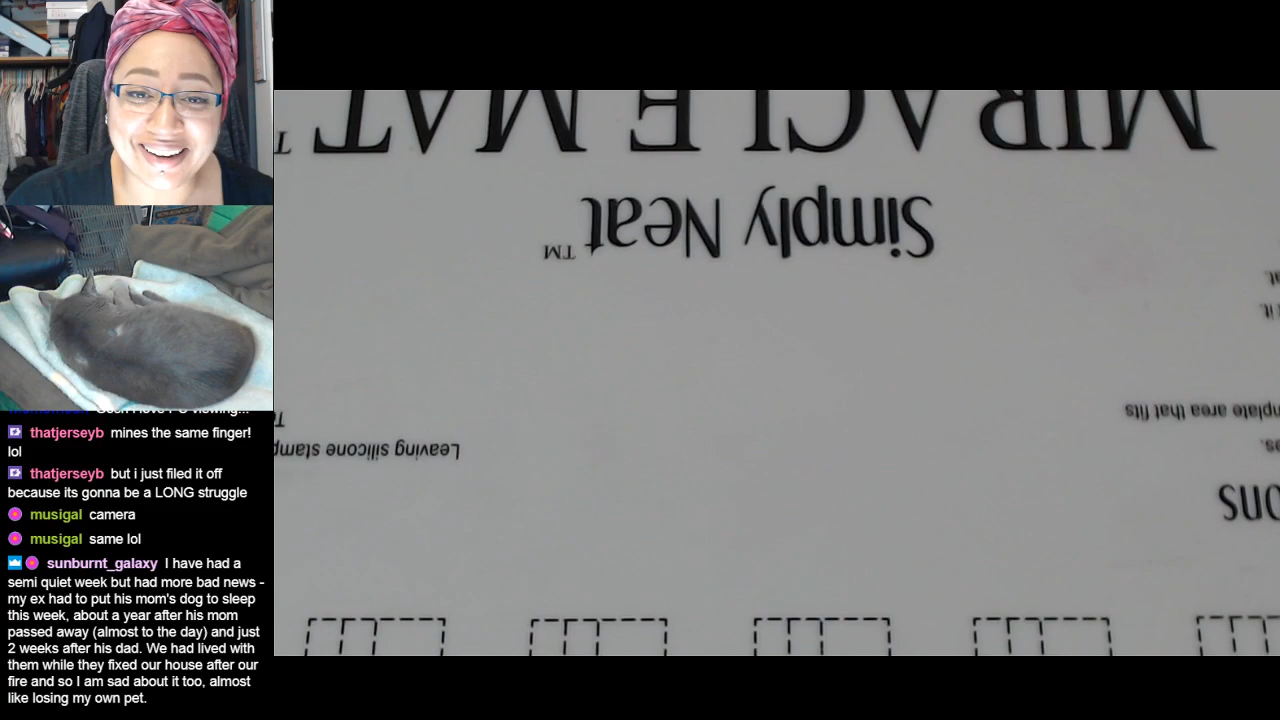 MIRACLE MAT
Simply Neat™
Leaving silicone stamp
nplate area that fits
ons
thatjerseyb mines the same finger!
lol
thatjerseyb but i just filed it off
because its gonna be a LONG struggle
musigal camera
musigal same lol
sunburnt_galaxy I have had a
semi quiet week but had more bad news -
my ex had to put his mom's dog to sleep
this week, about a year after his mom
passed away (almost to the day) and just
2 weeks after his dad. We had lived with
them while they fixed our house after our
fire and so I am sad about it too, almost
like losing my own pet.